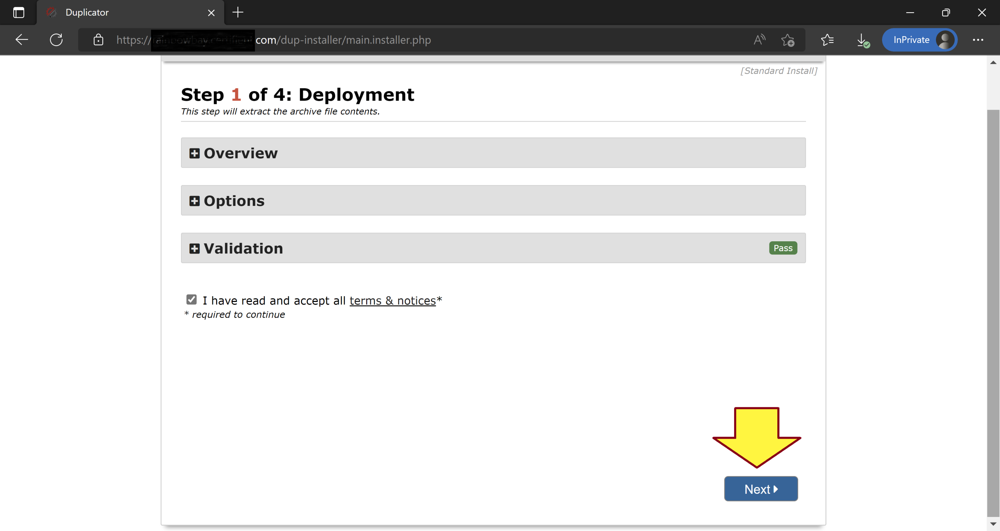 Duplicator
https://
.com/dup-installer/main.installer.php
InPrivate
[Standard Install]
Step 1 of 4: Deployment
This step will extract the archive file contents.
Overview
Options
Validation
Pass
I have read and accept all terms & notices*
* required to continue
Next